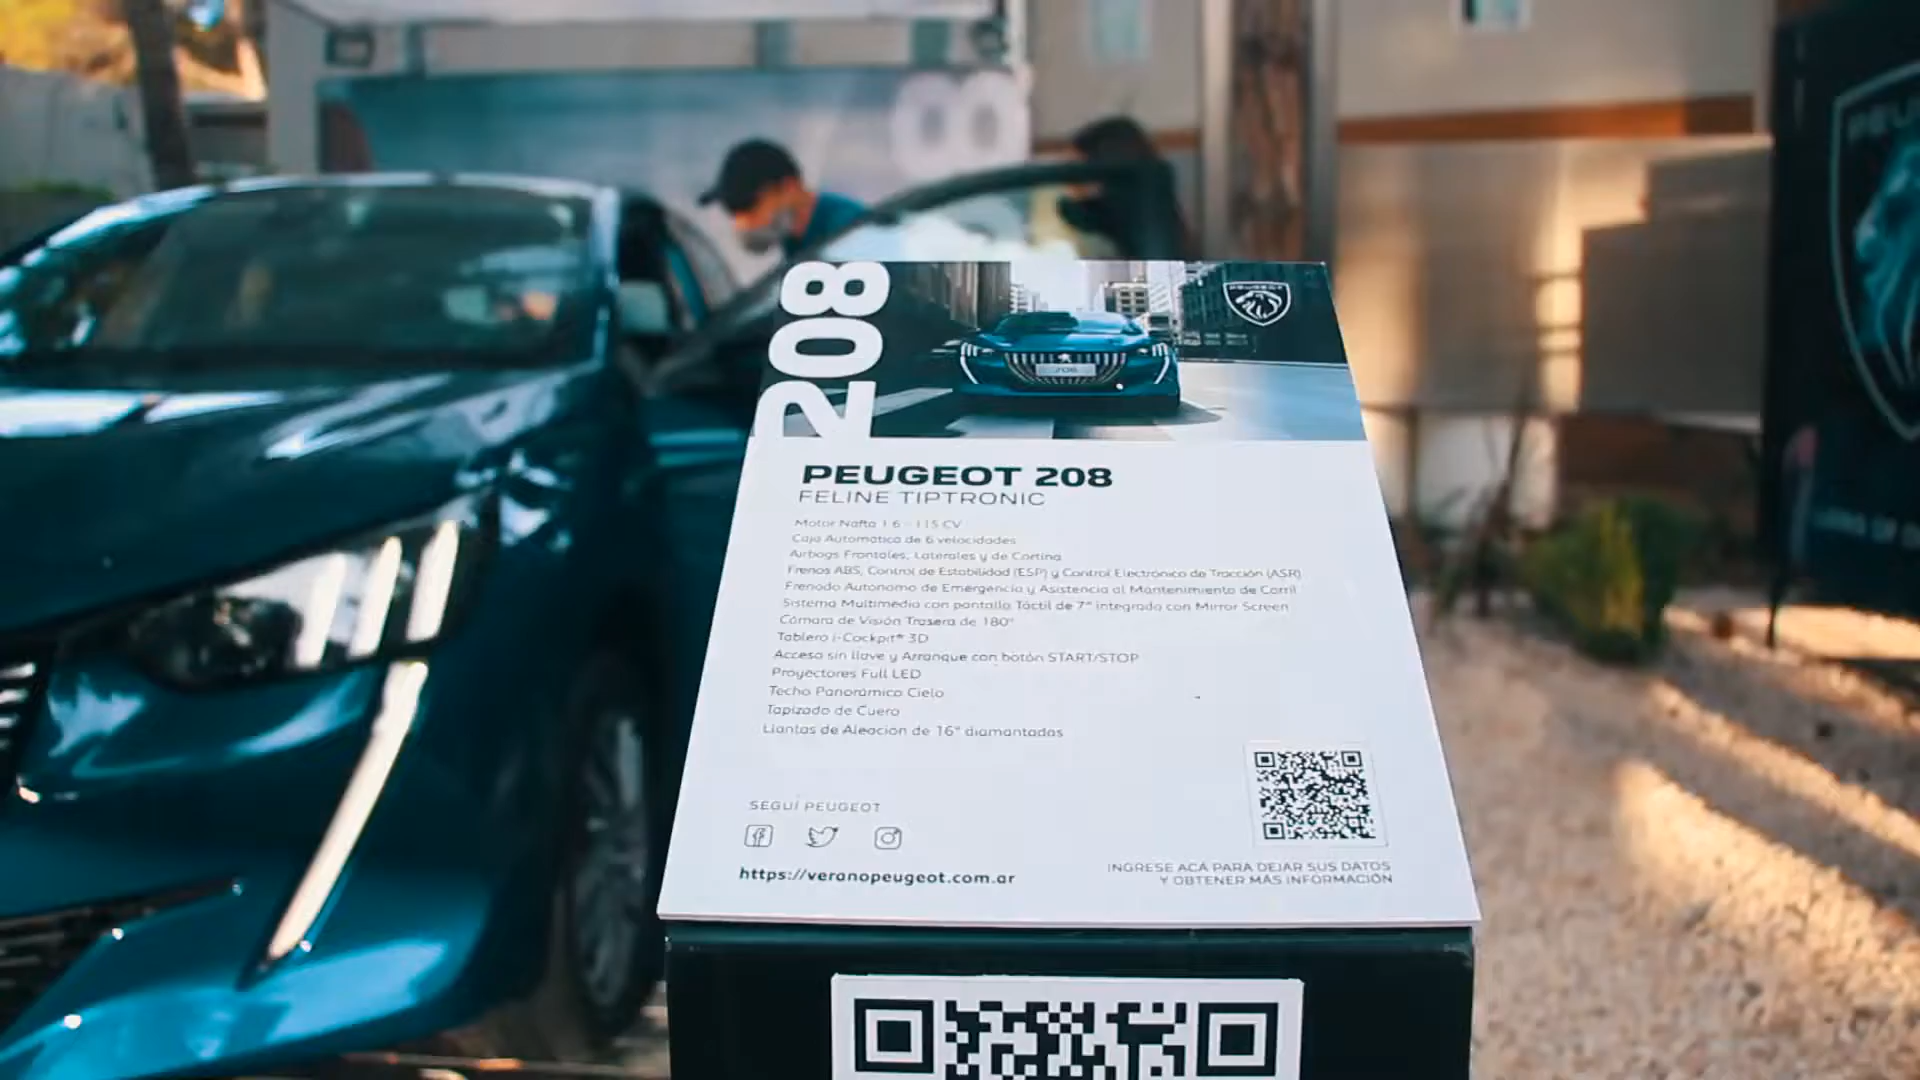 208
PEUGEOT
208
PEUGEOT 208
FELINE TIPTRONIC
Motor Nafta 1.6 - 115 CV
Caja Automática de 6 velocidades
Airbags Frontales, Laterales y de Cortina
Frenos ABS, Control de Estabilidad (ESP) y Control Electrónico de Tracción (ASR)
Frenado Autónomo de Emergencia y Asistencia al Mantenimiento de Carril
Sistema Multimedia con pantalla Táctil de 7" integrada con Mirror Screen
Cámara de Visión Trasera de 180°
Tablero i-Cockpit® 3D
Acceso sin llave y Arranque con botón START/STOP
Proyectores Full LED
Techo Panorámico Cielo
Tapizado de Cuero
Llantas de Aleación de 16" diamantadas
SEGUÍ PEUGEOT
https://veranopeugeot.com.ar
INGRESE ACÁ PARA DEJAR SUS DATOS
Y OBTENER MÁS INFORMACIÓN